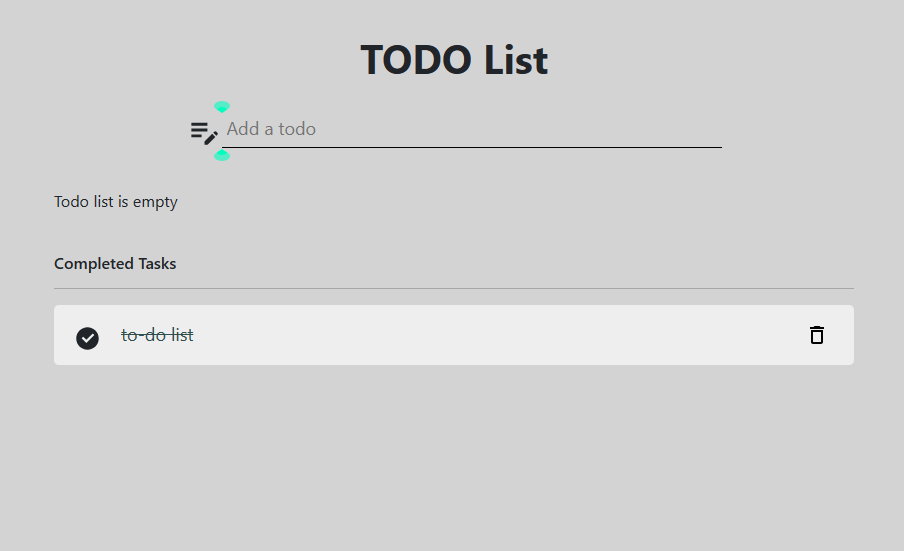 TODO List
Add a todo
Todo list is empty
Completed Tasks
to-do list